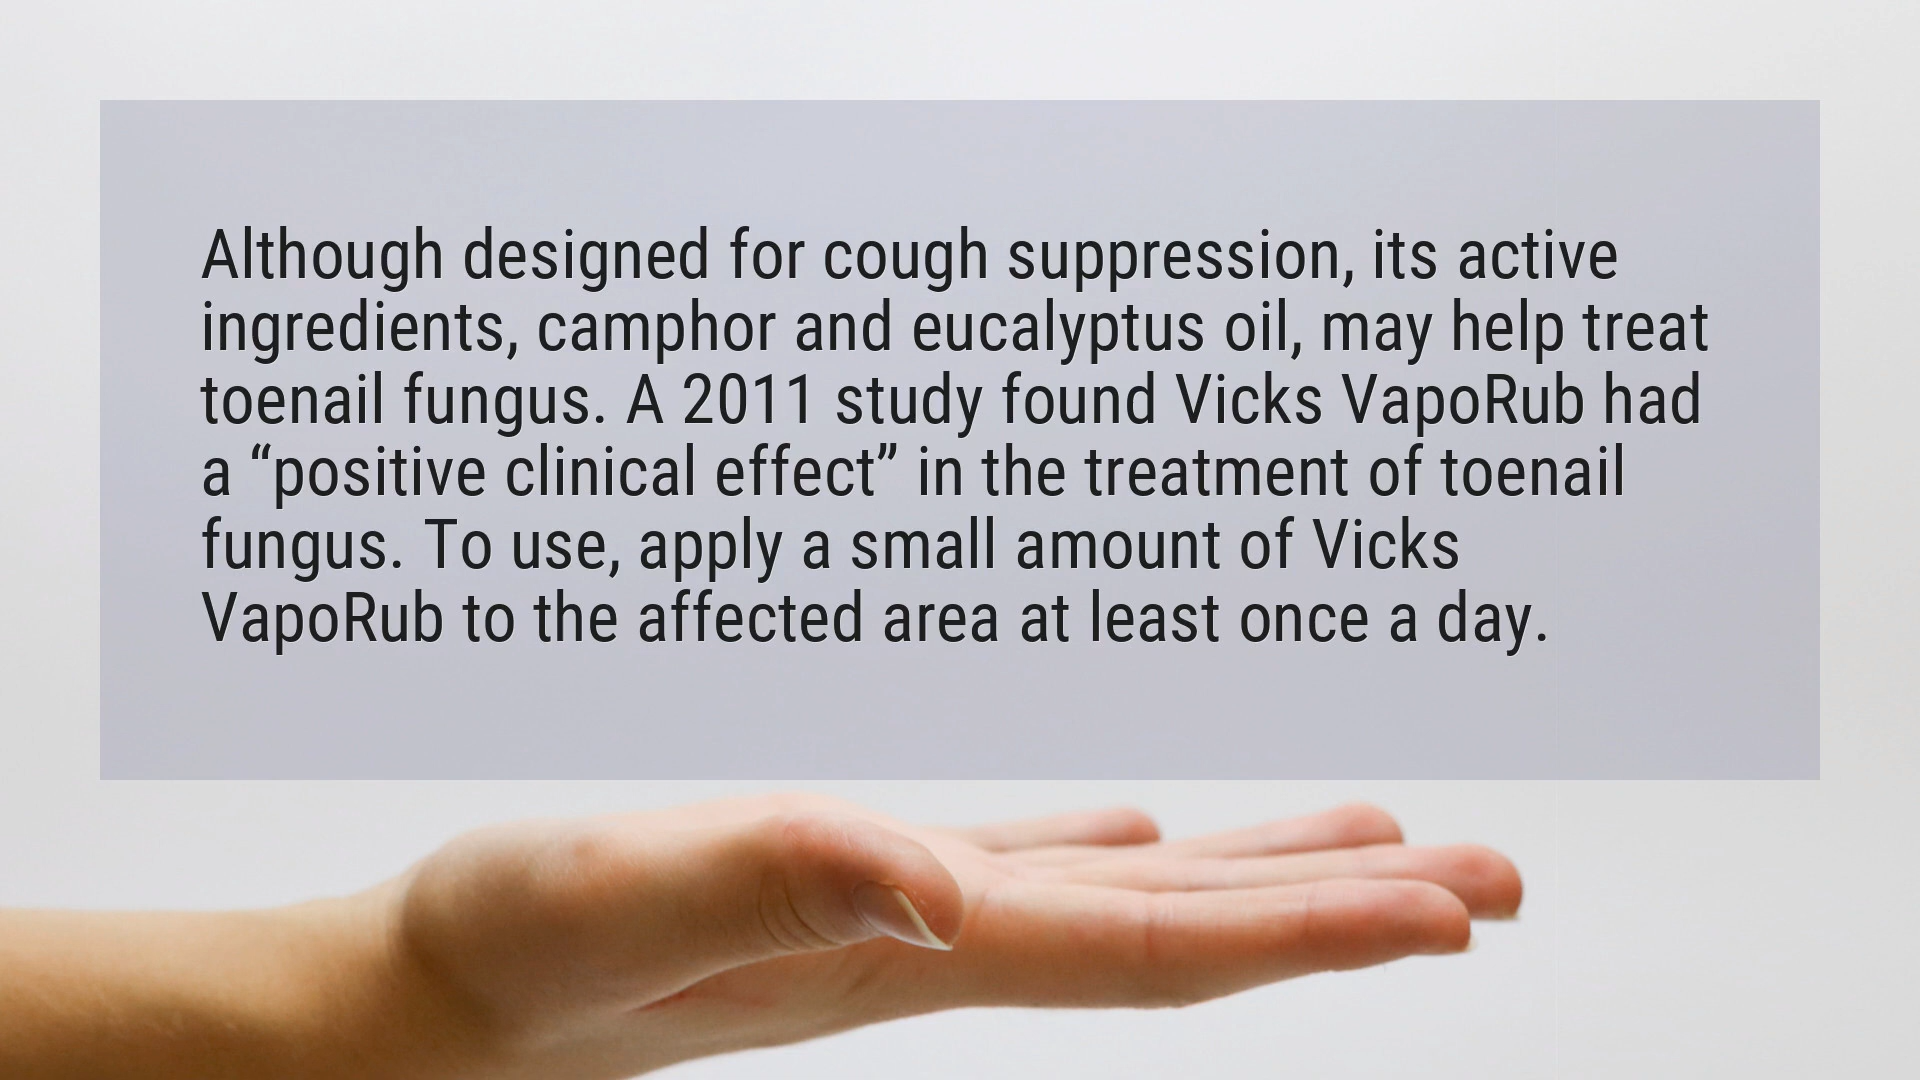 Although designed for cough suppression, its active
ingredients, camphor and eucalyptus oil, may help treat
toenail fungus. A 2011 study found Vicks VapoRub had
a “positive clinical effect” in the treatment of toenail
fungus. To use, apply a small amount of Vicks
VapoRub to the affected area at least once a day.